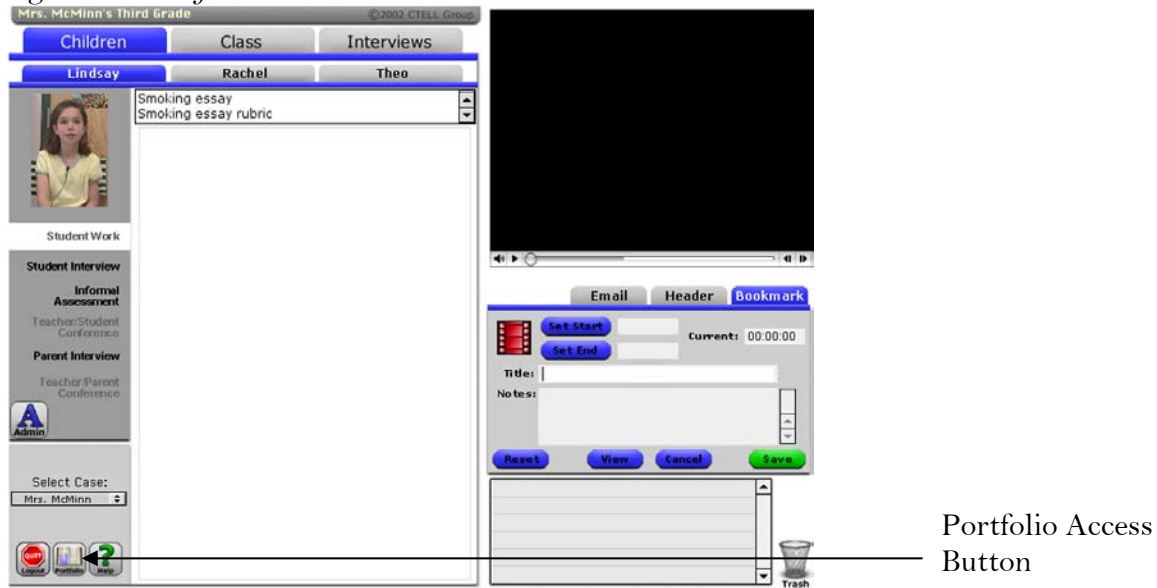 Mrs. McMinn's Third Grade ©2002 CTELL Group
Children Class Interviews
Lindsay Rachel Theo
Smoking essay
Smoking essay rubric
Student Work
Student Interview
Informal
Assessment
Teacher/Student
Conference
Parent Interview
Teacher/Parent
Conference
A
Admin
Select Case:
Mrs. McMinn
QUIT
Logout Portfolio ? Help
Email Header Bookmark
Set Start
Current: 00:00:00
Set End
Title:
Notes:
Reset View Cancel Save
Trash
Portfolio Access
Button